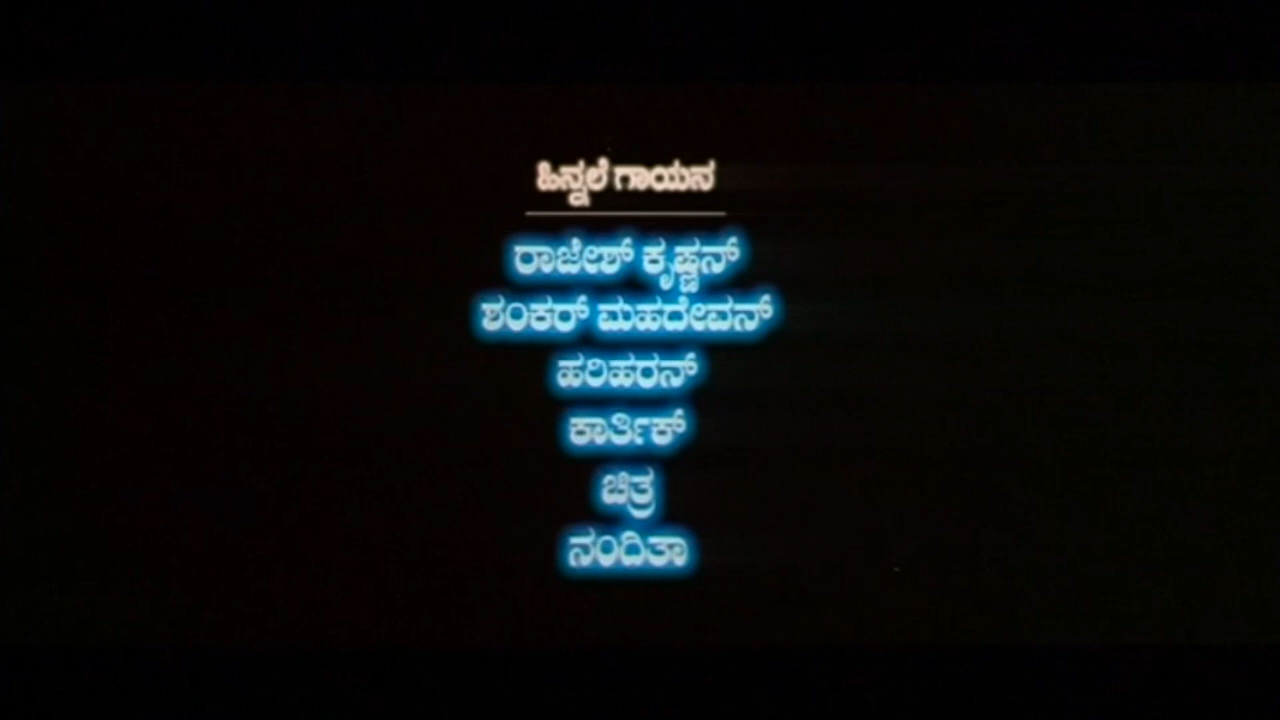 ಹಿನ್ನಲೆ ಗಾಯನ
ರಾಜೇಶ್ ಕೃಷ್ಣನ್
ಶಂಕರ್ ಮಹದೇವನ್
ಹರಿಹರನ್
ಕಾರ್ತಿಕ್
ಚಿತ್ರ
ನಂದಿತಾ